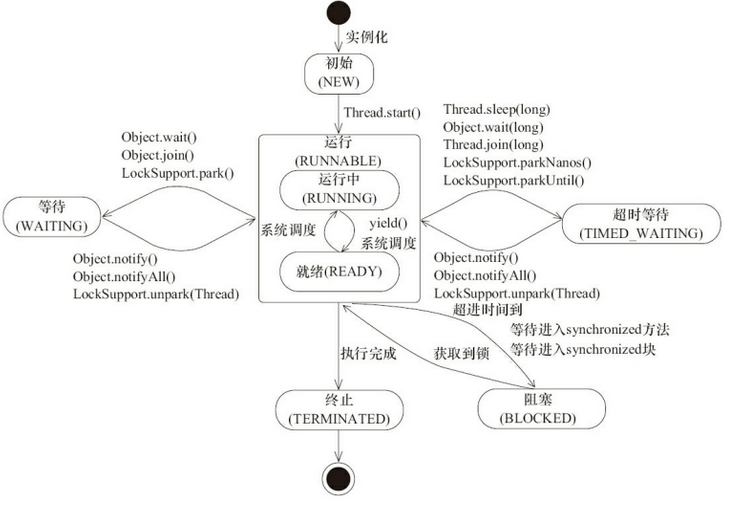 实例化
初始
(NEW)
Thread.start()
Object.wait()
Object.join()
LockSupport.park()
Thread.sleep(long)
Object.wait(long)
Thread.join(long)
LockSupport.parkNanos()
LockSupport.parkUntil()
运行
(RUNNABLE)
运行中
(RUNNING)
系统调度
yield()
系统调度
就绪(READY)
等待
(WAITING)
超时等待
(TIMED_WAITING)
Object.notify()
Object.notifyAll()
LockSupport.unpark(Thread)
Object.notify()
Object.notifyAll()
LockSupport.unpark(Thread)
超进时间到
等待进入synchronized方法
等待进入synchronized块
获取到锁
执行完成
终止
(TERMINATED)
阻塞
(BLOCKED)